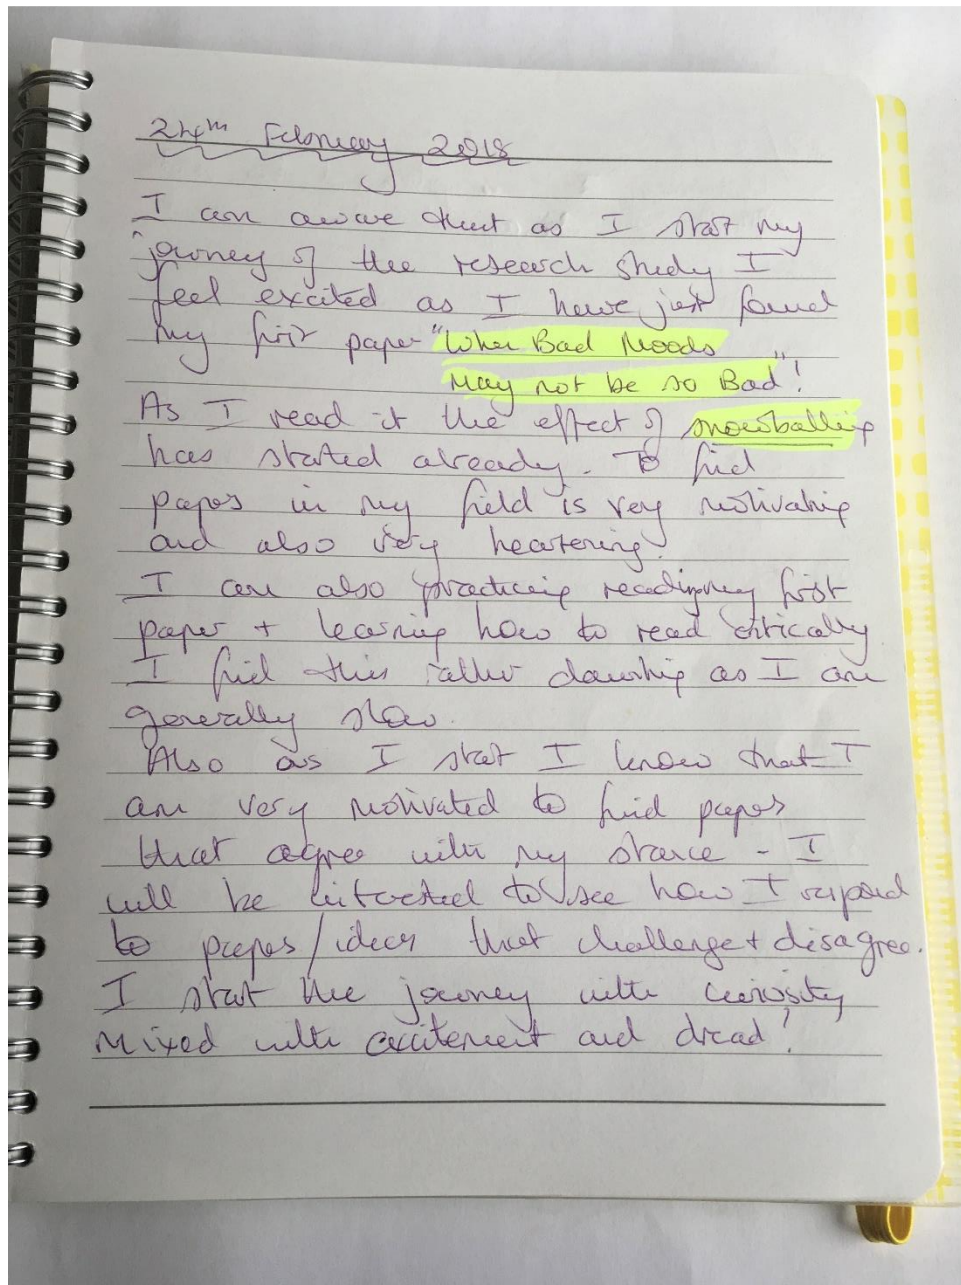 24th February 2018
I am aware that as I start my
journey of the research study I
feel excited as I have just found
my first paper "When Bad Moods
May not be so Bad"!
As I read it the effect of snowballing
has started already. To find
papers in my field is very motivating
and also very heartening.
I am also practicing reading my first
paper + learning how to read critically
I find this rather daunting as I am
generally slow.
Also as I start I know that I
am very motivated to find papers
that agree with my stance - I
will be interested to see how I respond
to papers/ideas that challenge + disagree.
I start the journey with curiosity
mixed with excitement and dread!